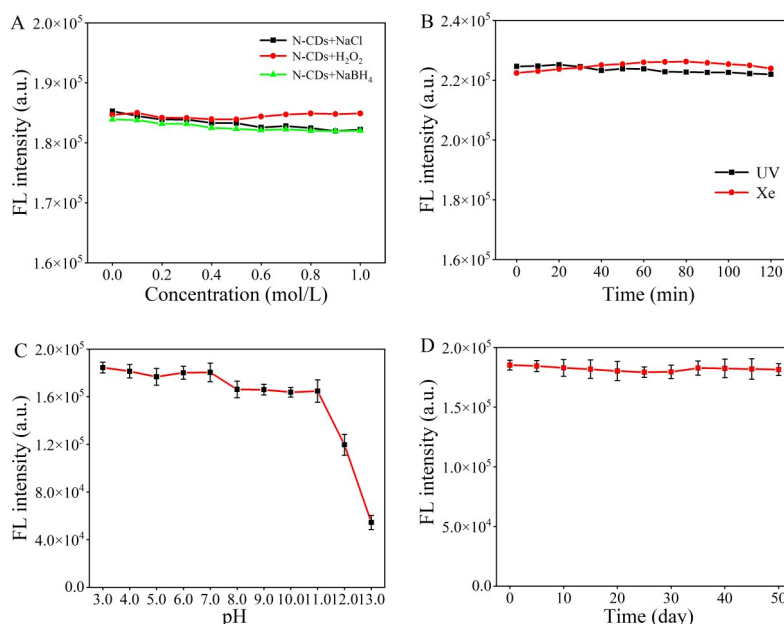 A
FL intensity (a.u.)
2.0×10⁵
1.9×10⁵
1.8×10⁵
1.7×10⁵
1.6×10⁵
N-CDs+NaCl
N-CDs+H₂O₂
N-CDs+NaBH₄
0.0 0.2 0.4 0.6 0.8 1.0
Concentration (mol/L)
B
FL intensity (a.u.)
2.4×10⁵
2.2×10⁵
2.0×10⁵
1.8×10⁵
1.6×10⁵
UV
Xe
0 20 40 60 80 100 120
Time (min)
C
FL intensity (a.u.)
2.0×10⁵
1.6×10⁵
1.2×10⁵
8.0×10⁴
4.0×10⁴
0.0
3.0 4.0 5.0 6.0 7.0 8.0 9.0 10.0 11.0 12.0 13.0
pH
D
FL intensity (a.u.)
2.0×10⁵
1.5×10⁵
1.0×10⁵
5.0×10⁴
0.0
0 10 20 30 40 50
Time (day)